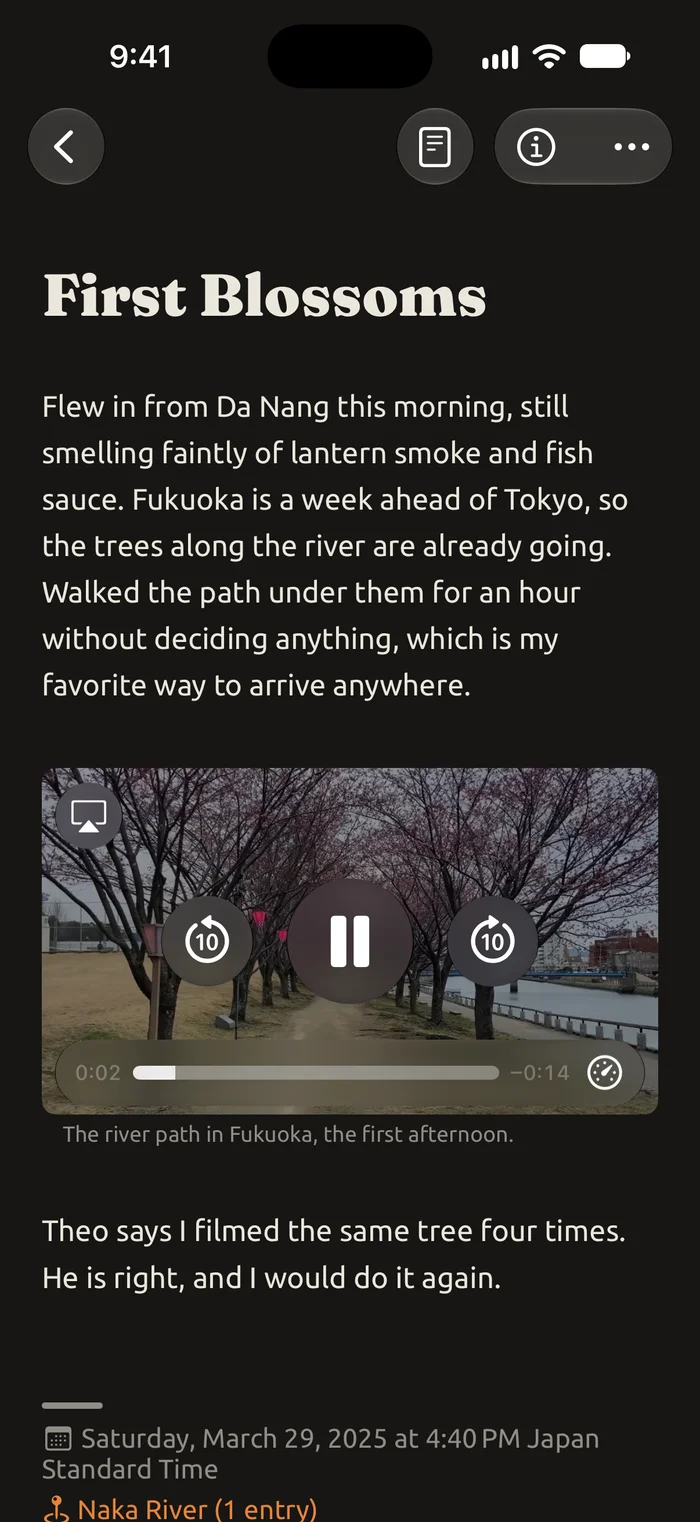 9:41
First Blossoms
Flew in from Da Nang this morning, still
smelling faintly of lantern smoke and fish
sauce. Fukuoka is a week ahead of Tokyo, so
the trees along the river are already going.
Walked the path under them for an hour
without deciding anything, which is my
favorite way to arrive anywhere.
10
10
0:02
−0:14
The river path in Fukuoka, the first afternoon.
Theo says I filmed the same tree four times.
He is right, and I would do it again.
Saturday, March 29, 2025 at 4:40 PM Japan
Standard Time
Naka River (1 entry)